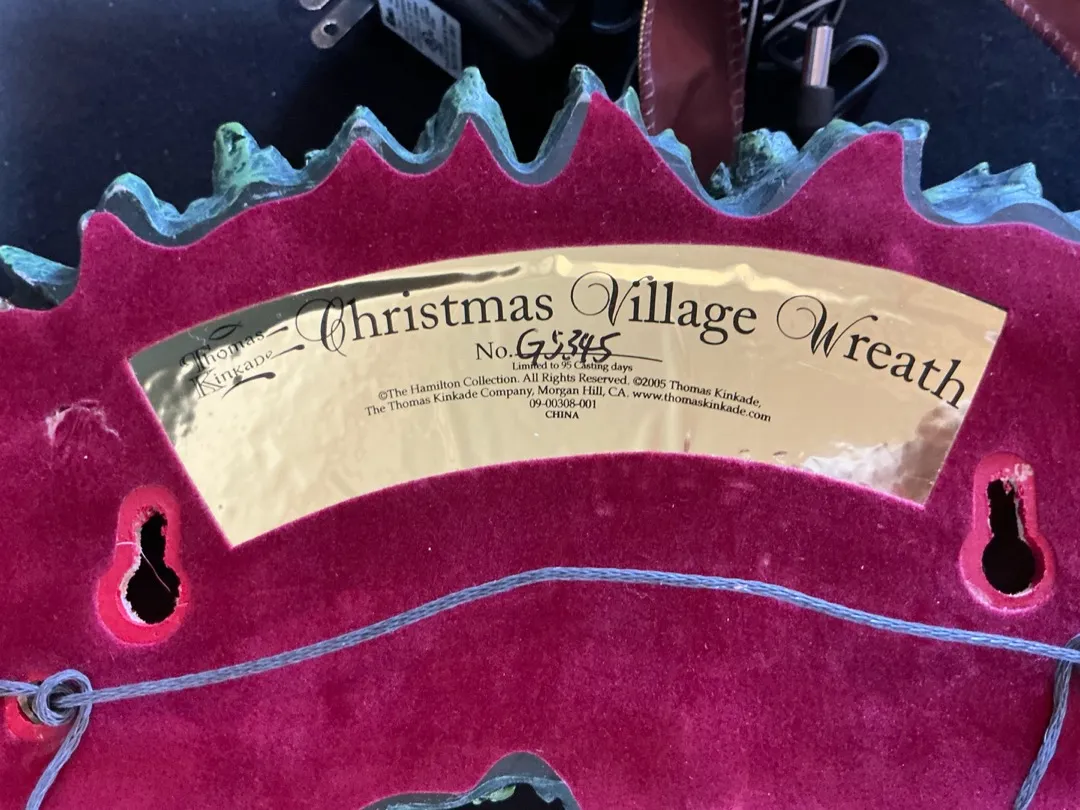 Thomas Kinkade Christmas Village Wreath
No. G5345
Limited to 95 Casting days
©The Hamilton Collection. All Rights Reserved. ©2005 Thomas Kinkade,
The Thomas Kinkade Company, Morgan Hill, CA. www.thomaskinkade.com
09-00308-001
CHINA